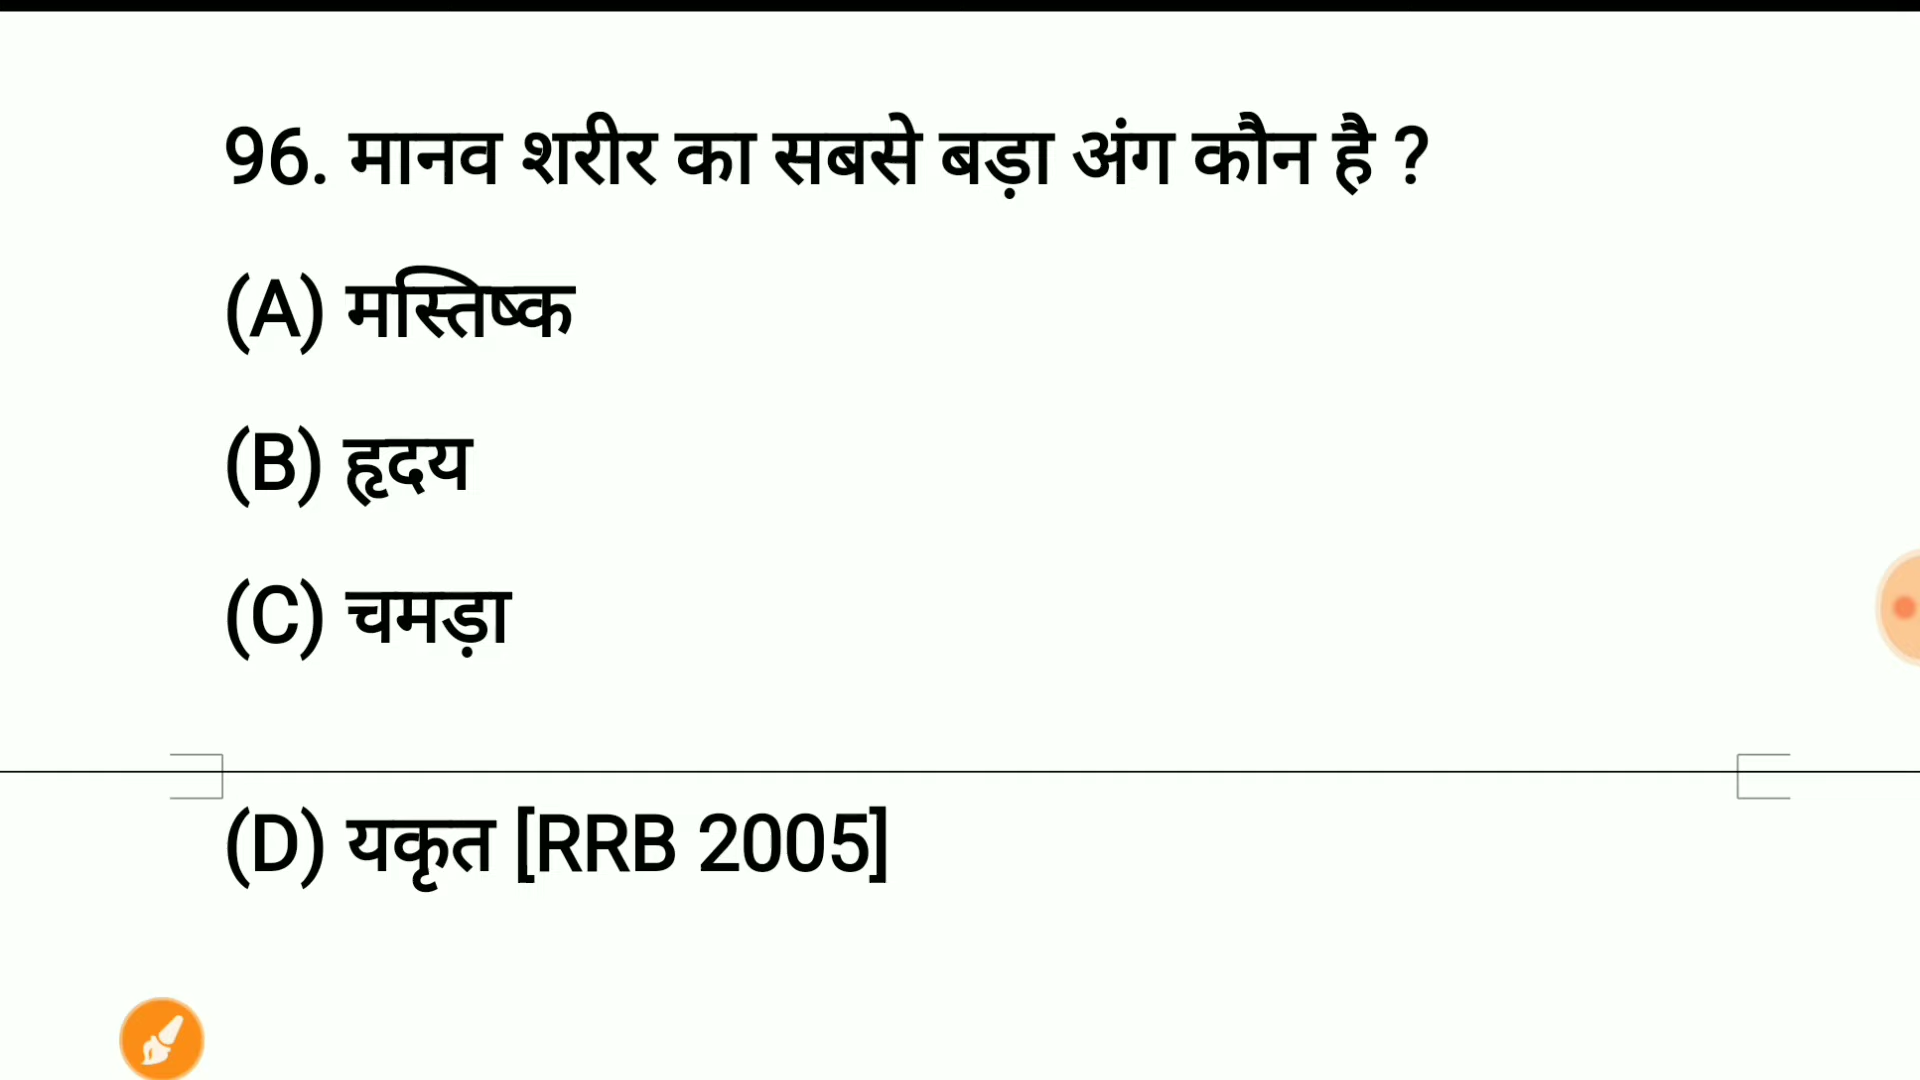 96. मानव शरीर का सबसे बड़ा अंग कौन है ?
(A) मस्तिष्क
(B) हृदय
(C) चमड़ा
(D) यकृत [RRB 2005]